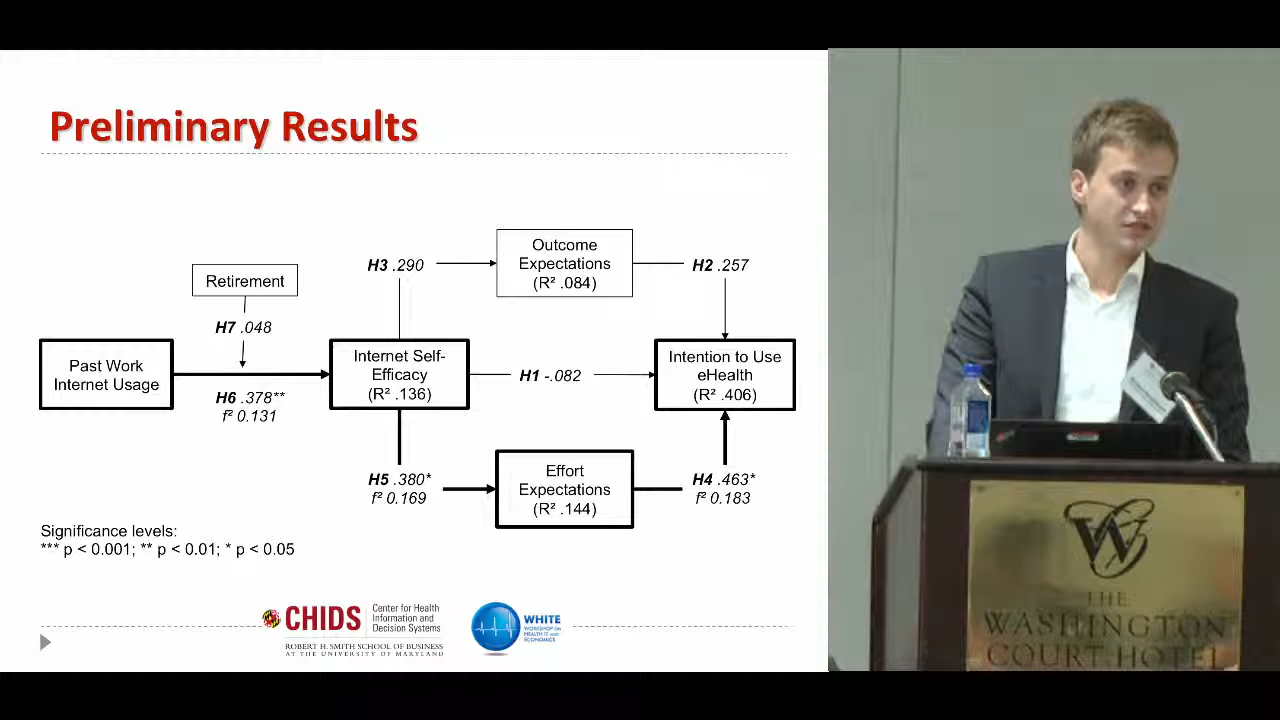 Preliminary Results
Retirement
H7 .048
Past Work
Internet Usage
H6 .378**
f² 0.131
H3 .290
Internet Self-
Efficacy
(R² .136)
Outcome
Expectations
(R² .084)
H2 .257
H1 -.082
Intention to Use
eHealth
(R² .406)
H5 .380*
f² 0.169
Effort
Expectations
(R² .144)
H4 .463*
f² 0.183
Significance levels:
*** p < 0.001; ** p < 0.01; * p < 0.05
CHIDS
Center for Health
Information and
Decision Systems
ROBERT H. SMITH SCHOOL OF BUSINESS
AT THE UNIVERSITY OF MARYLAND
WHITE
WORKSHOP ON
HEALTH IT AND
ECONOMICS
W
THE
WASHINGTON
COURT HOTEL